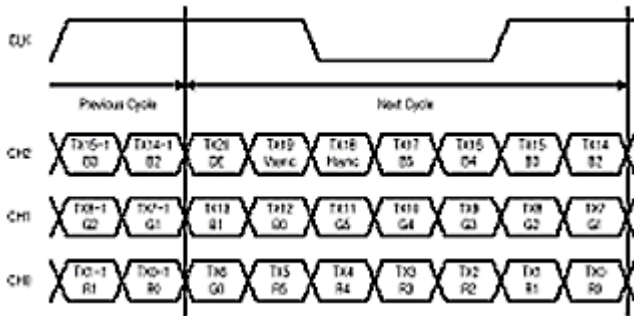 CLK
Previous Cycle Next Cycle
CH2
TX15-1 TX14-1 TX20 TX19 TX18 TX17 TX16 TX15 TX14
B3 B2 DE Vsync Hsync B5 B4 B3 B2
CH1
TX8-1 TX7-1 TX13 TX12 TX11 TX10 TX9 TX8 TX7
G2 G1 B1 B0 G5 G4 G3 G2 G1
CH0
TX1-1 TX0-1 TX6 TX5 TX4 TX3 TX2 TX1 TX0
R1 R0 G0 R5 R4 R3 R2 R1 R0